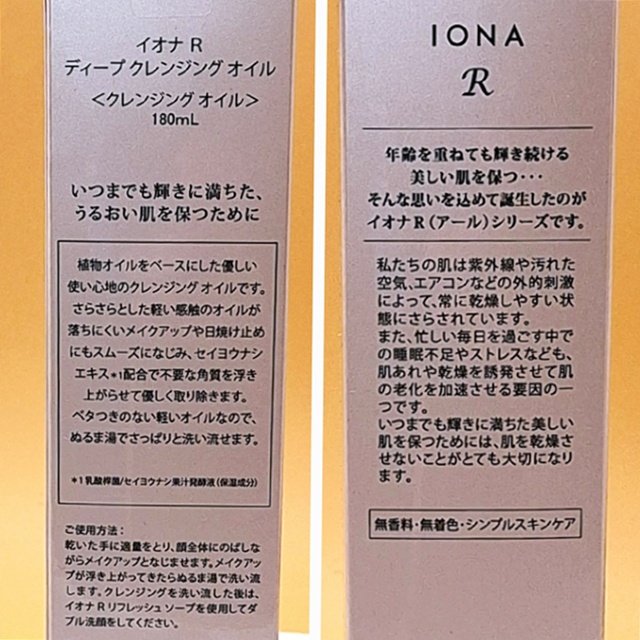 イオナ R
ディープ クレンジング オイル
＜クレンジング オイル＞
180mL
いつまでも輝きに満ちた、
うるおい肌を保つために
植物オイルをベースにした優しい
使い心地のクレンジング オイルです。
さらさらとした軽い感触のオイルが
落ちにくいメイクアップや日焼け止め
にもスムーズになじみ、セイヨウナシ
エキス*1配合で不要な角質を浮き
上がらせて優しく取り除きます。
ベタつきのない軽いオイルなので、
ぬるま湯でさっぱりと洗い流せます。
*1 乳酸桿菌/セイヨウナシ果汁発酵液（保湿成分）
ご使用方法：
乾いた手に適量をとり、顔全体にのばしな
がらメイクアップとなじませます。メイクアッ
プが浮き上がってきたらぬるま湯で洗い流
します。クレンジングを洗い流した後は、
イオナ R リフレッシュ ソープを使用してダ
ブル洗顔をしてください。
IONA
R
年齢を重ねても輝き続ける
美しい肌を保つ・・・
そんな思いを込めて誕生したのが
イオナ R（アール）シリーズです。
私たちの肌は紫外線や汚れた
空気、エアコンなどの外的刺激
によって、常に乾燥しやすい状
態にさらされています。
また、忙しい毎日を過ごす中で
の睡眠不足やストレスなども、
肌あれや乾燥を誘発させて肌
の老化を加速させる要因の一
つです。
いつまでも輝きに満ちた美しい
肌を保つためには、肌を乾燥さ
せないことがとても大切になり
ます。
無香料・無着色・シンプルスキンケア